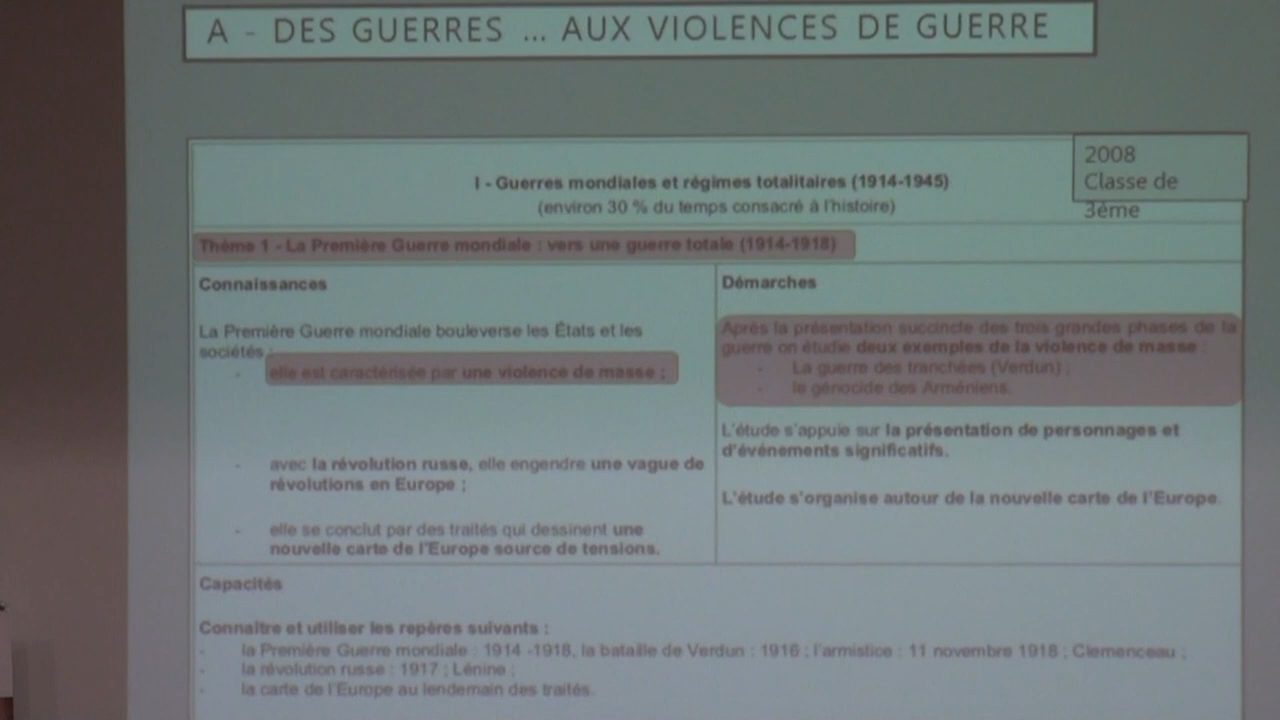 A - DES GUERRES ... AUX VIOLENCES DE GUERRE
2008
Classe de
3ème
I - Guerres mondiales et régimes totalitaires (1914-1945)
(environ 30 % du temps consacré à l'histoire)
Thème 1 - La Première Guerre mondiale : vers une guerre totale (1914-1918)
Connaissances
La Première Guerre mondiale bouleverse les États et les
sociétés :
- elle est caractérisée par une violence de masse ;
- avec la révolution russe, elle engendre une vague de
révolutions en Europe ;
- elle se conclut par des traités qui dessinent une
nouvelle carte de l'Europe source de tensions.
Démarches
Après la présentation succincte des trois grandes phases de la
guerre on étudie deux exemples de la violence de masse :
- La guerre des tranchées (Verdun) ;
- le génocide des Arméniens.
L'étude s'appuie sur la présentation de personnages et
d'événements significatifs.
L'étude s'organise autour de la nouvelle carte de l'Europe.
Capacités
Connaître et utiliser les repères suivants :
- la Première Guerre mondiale : 1914 -1918, la bataille de Verdun : 1916 ; l'armistice : 11 novembre 1918 ; Clemenceau ;
- la révolution russe : 1917 ; Lénine ;
- la carte de l'Europe au lendemain des traités.